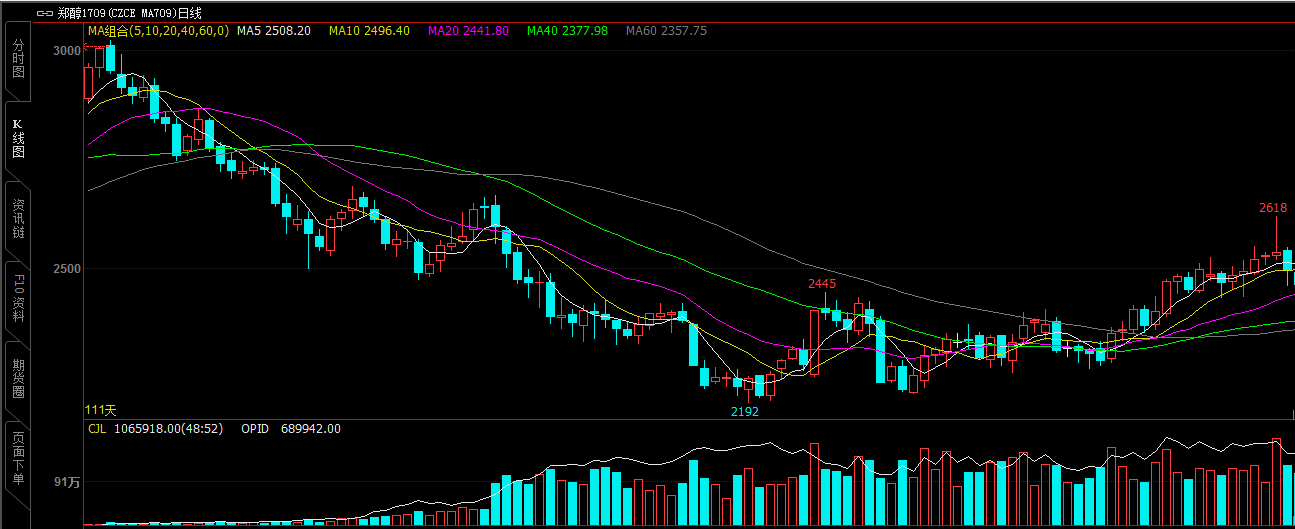 郑醇1709(CZCE MA709)日线
MA组合(5,10,20,40,60,0) MA5 2508.20 MA10 2496.40 MA20 2441.80 MA40 2377.98 MA60 2357.75
分时图
K线图
资讯链
F10资料
期货圈
页面下单
3000
2618
2500
2445
2192
111天
CJL 1065918.00(48:52) OPID 689942.00
91万